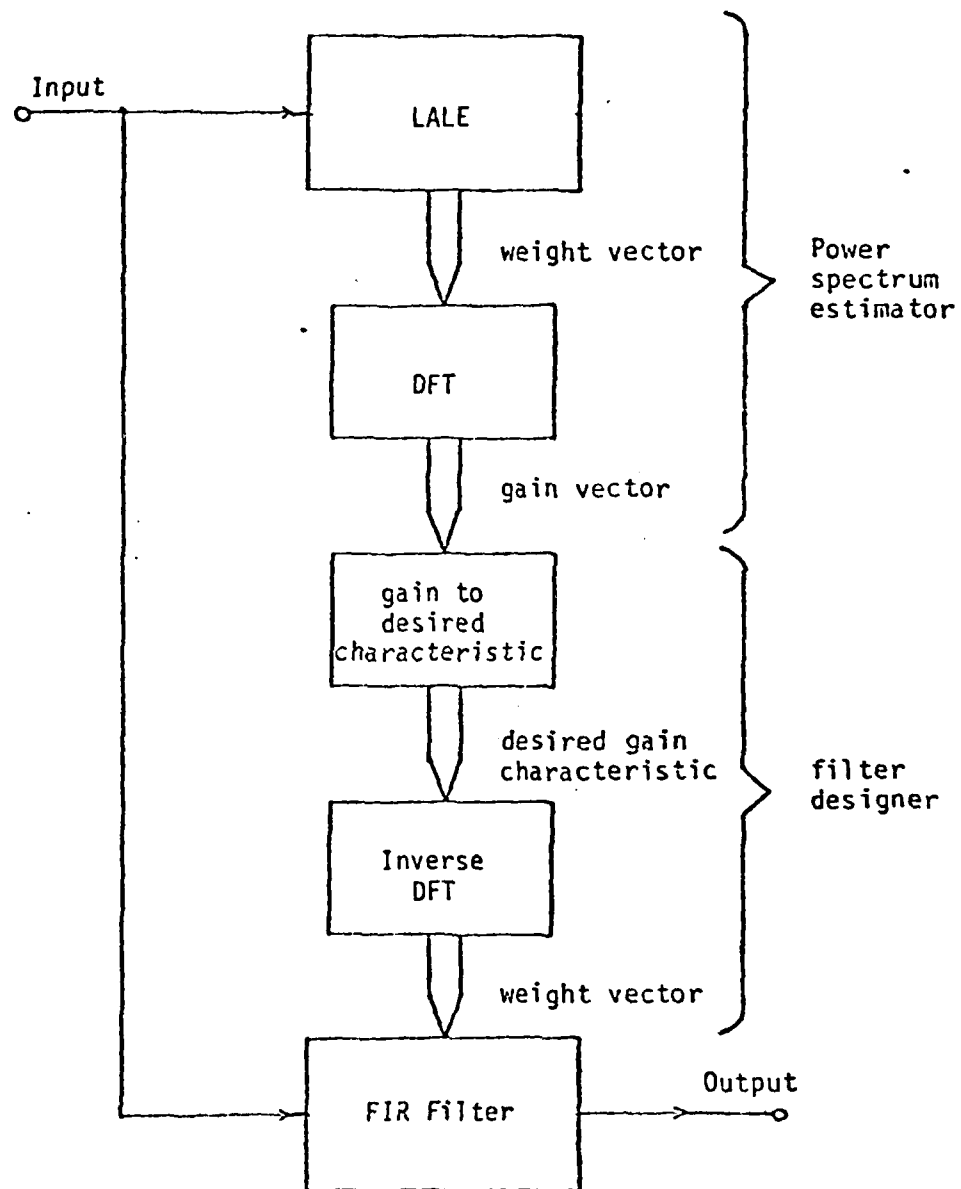 Input
LALE
weight vector
Power
spectrum
estimator
DFT
gain vector
gain to
desired
characteristic
desired gain
characteristic
filter
designer
Inverse
DFT
weight vector
Output
FIR Filter